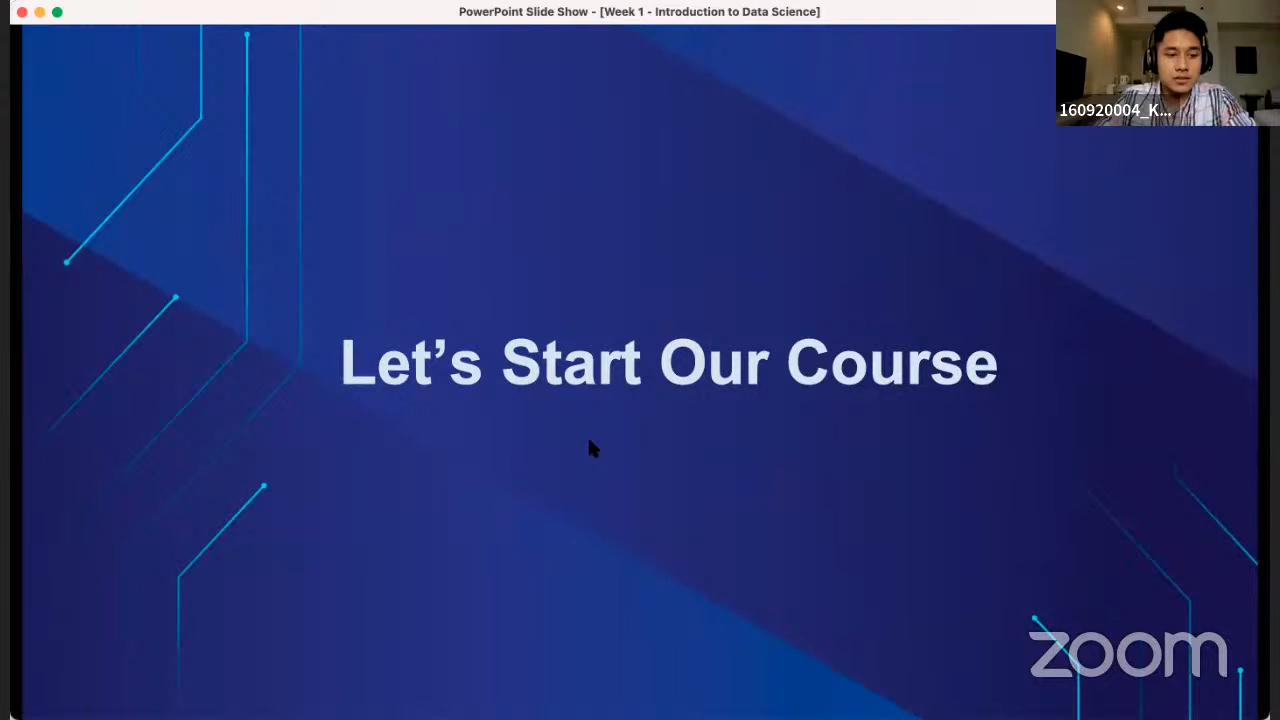 PowerPoint Slide Show - [Week 1 - Introduction to Data Science]
160920004_K...
Let’s Start Our Course
zoom